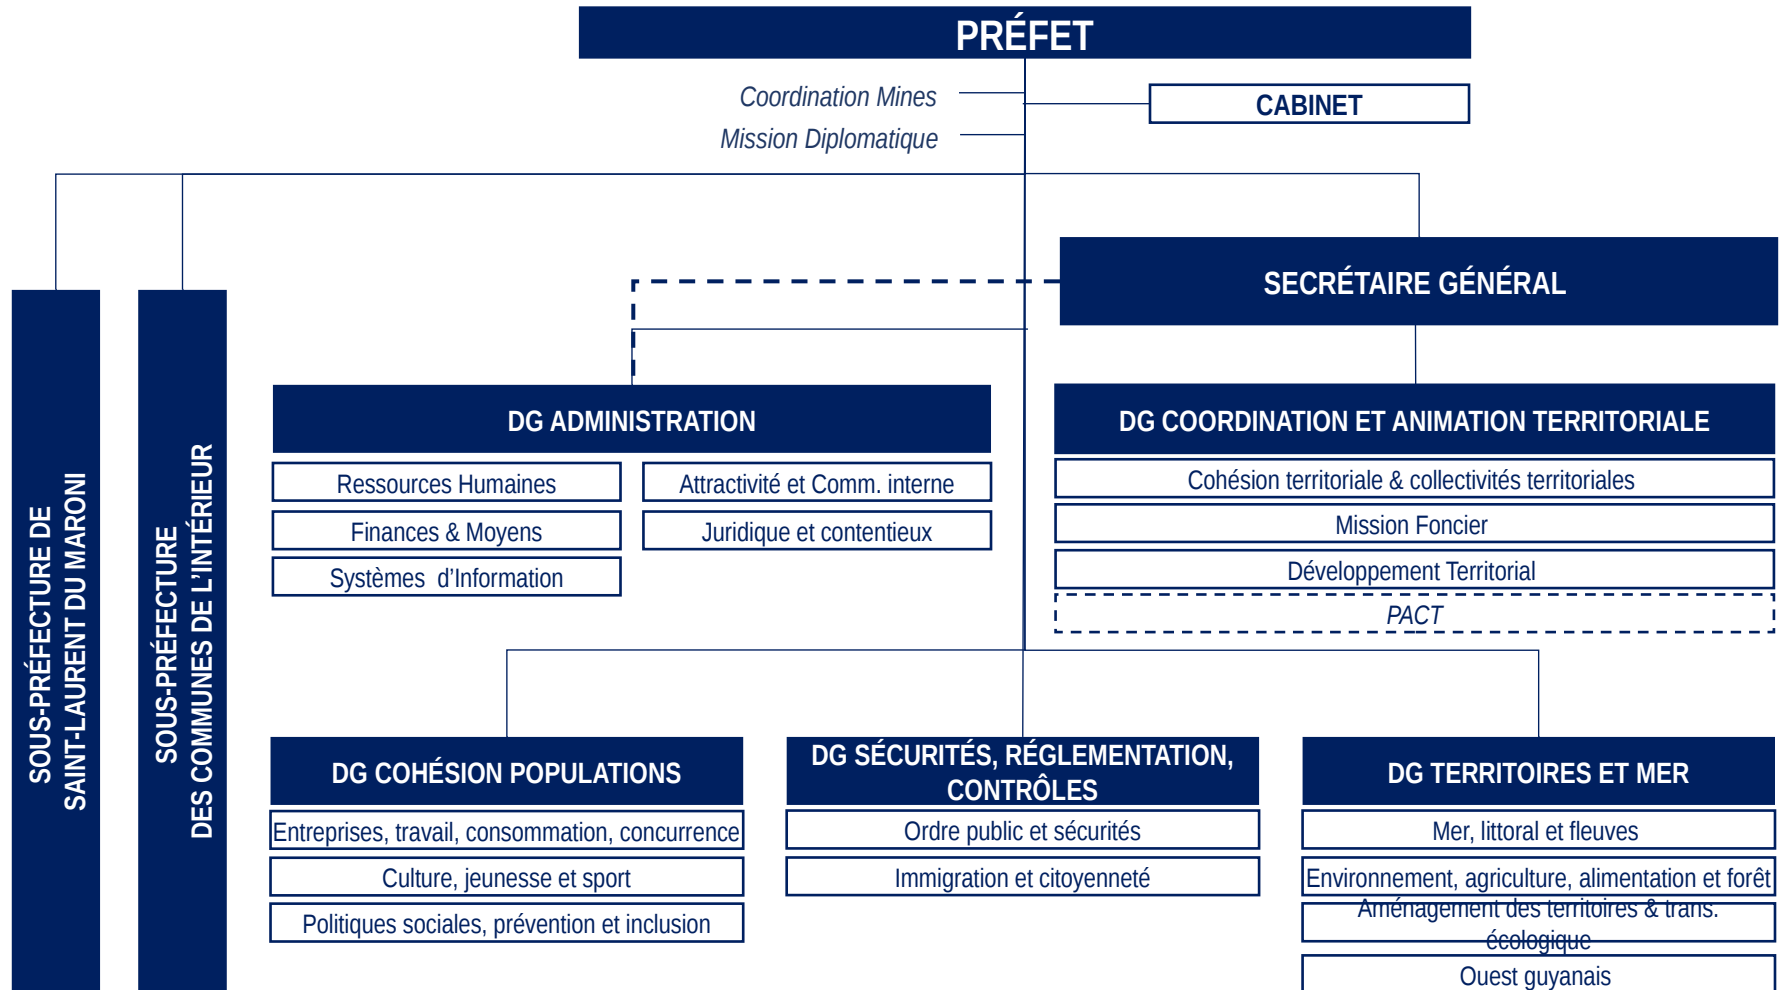 PRÉFET
Coordination Mines
CABINET
Mission Diplomatique
SECRÉTAIRE GÉNÉRAL
SOUS-PRÉFECTURE DE
SAINT-LAURENT DU MARONI
SOUS-PRÉFECTURE
DES COMMUNES DE L’INTÉRIEUR
DG ADMINISTRATION
Ressources Humaines
Attractivité et Comm. interne
Finances & Moyens
Juridique et contentieux
Systèmes d’Information
DG COORDINATION ET ANIMATION TERRITORIALE
Cohésion territoriale & collectivités territoriales
Mission Foncier
Développement Territorial
PACT
DG COHÉSION POPULATIONS
Entreprises, travail, consommation, concurrence
Culture, jeunesse et sport
Politiques sociales, prévention et inclusion
DG SÉCURITÉS, RÉGLEMENTATION,
CONTRÔLES
Ordre public et sécurités
Immigration et citoyenneté
DG TERRITOIRES ET MER
Mer, littoral et fleuves
Environnement, agriculture, alimentation et forêt
Aménagement des territoires & trans.
écologique
Ouest guyanais